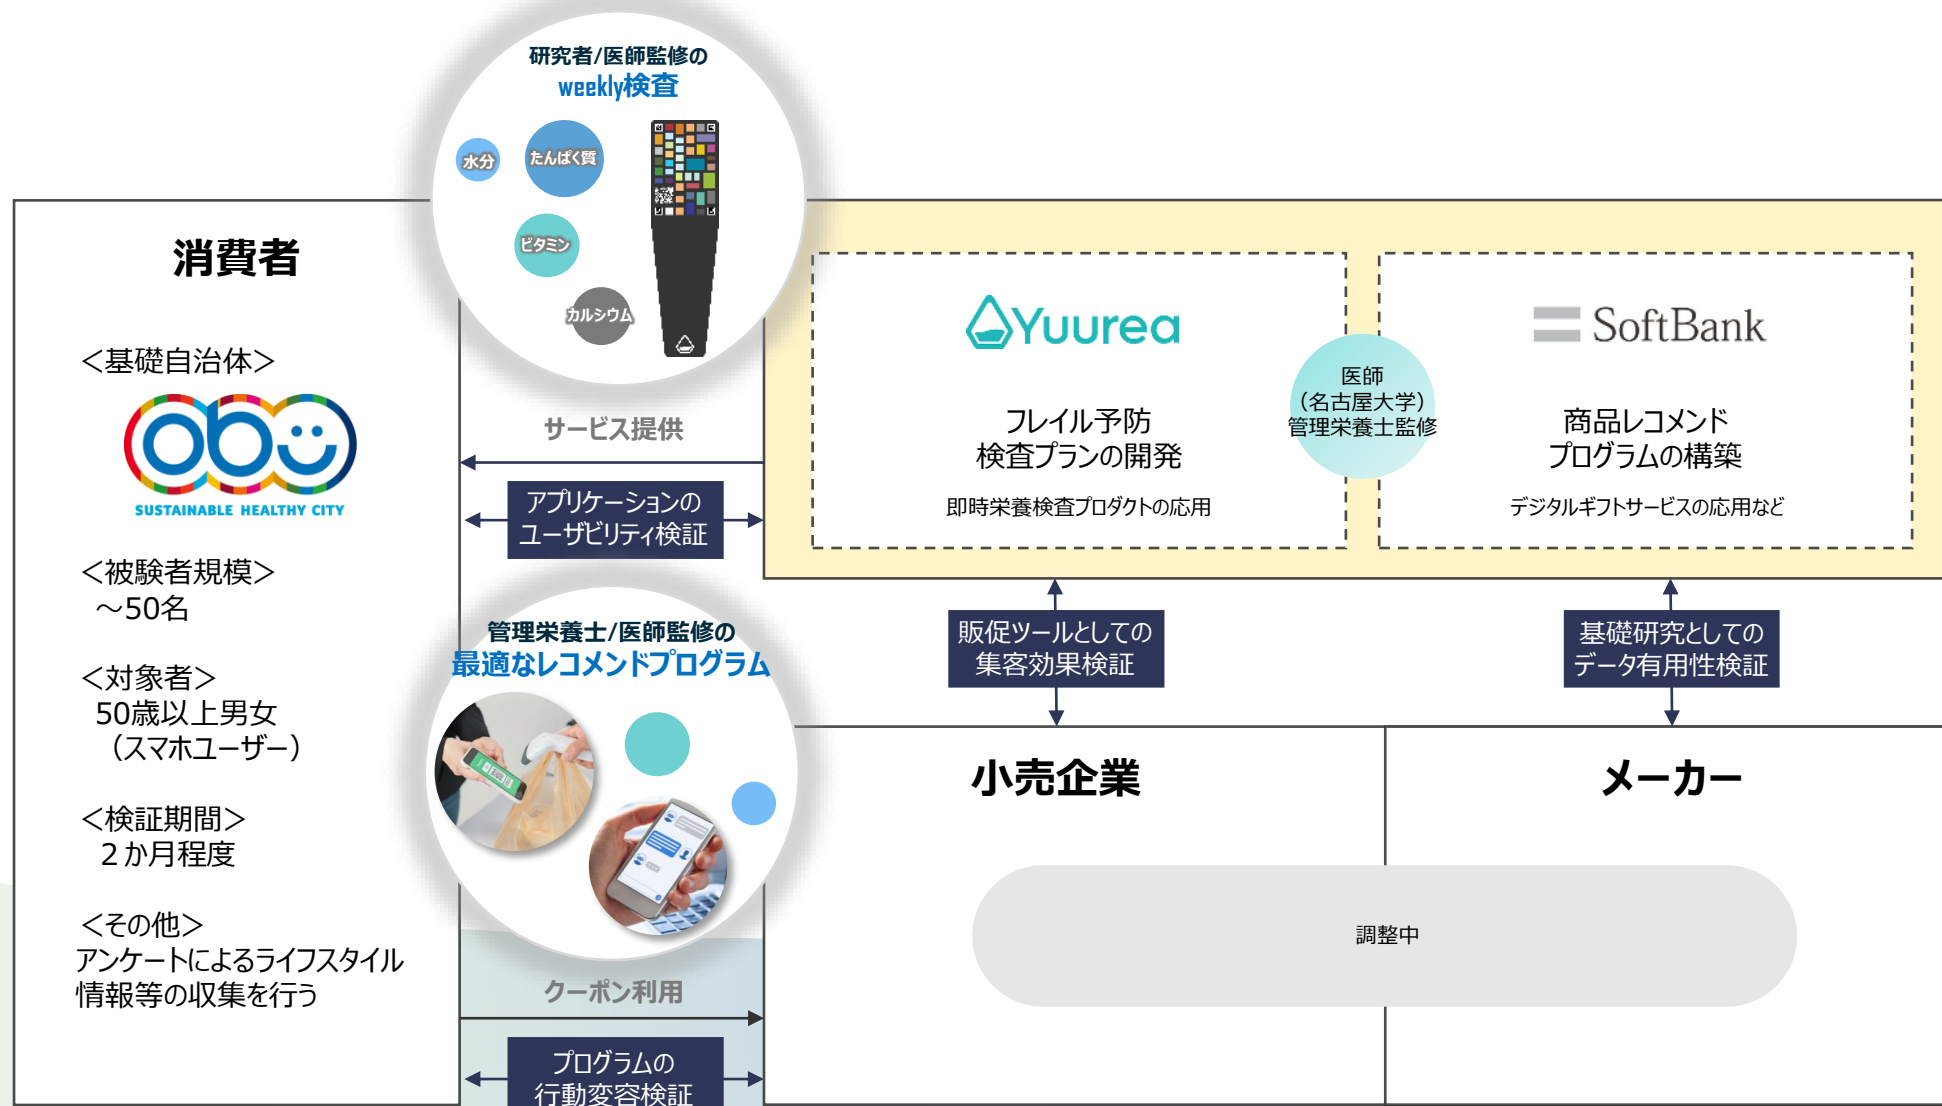 研究者/医師監修の
weekly検査
水分
たんぱく質
ビタミン
カルシウム
消費者
＜基礎自治体＞
obu
SUSTAINABLE HEALTHY CITY
＜被験者規模＞
～50名
＜対象者＞
50歳以上男女
（スマホユーザー）
＜検証期間＞
２か月程度
＜その他＞
アンケートによるライフスタイル
情報等の収集を行う
サービス提供
アプリケーションの
ユーザビリティ検証
管理栄養士/医師監修の
最適なレコメンドプログラム
クーポン利用
プログラムの
行動変容検証
Yuurea
フレイル予防
検査プランの開発
即時栄養検査プロダクトの応用
医師
（名古屋大学）
管理栄養士監修
SoftBank
商品レコメンド
プログラムの構築
デジタルギフトサービスの応用など
販促ツールとしての
集客効果検証
基礎研究としての
データ有用性検証
小売企業
メーカー
調整中